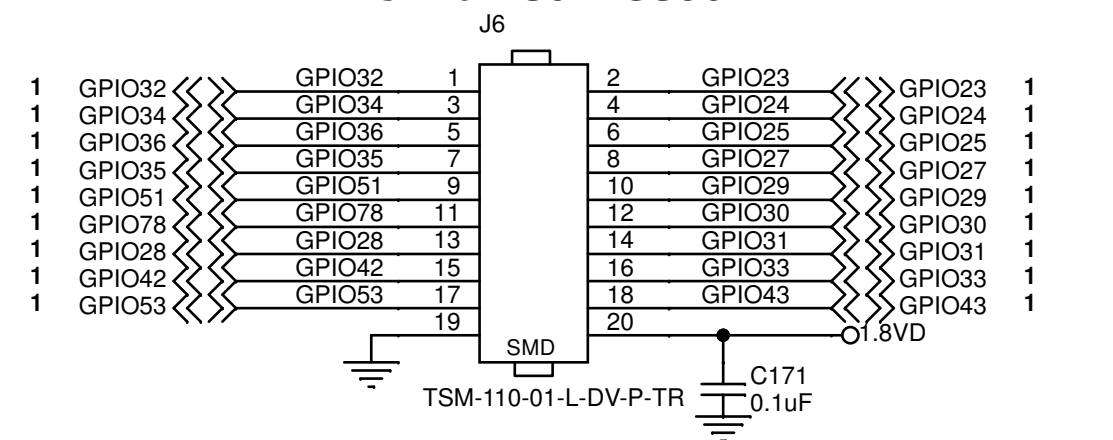 J6
1 GPIO32 GPIO32 1 2 GPIO23 GPIO23 1
1 GPIO34 GPIO34 3 4 GPIO24 GPIO24 1
1 GPIO36 GPIO36 5 6 GPIO25 GPIO25 1
1 GPIO35 GPIO35 7 8 GPIO27 GPIO27 1
1 GPIO51 GPIO51 9 10 GPIO29 GPIO29 1
1 GPIO78 GPIO78 11 12 GPIO30 GPIO30 1
1 GPIO28 GPIO28 13 14 GPIO31 GPIO31 1
1 GPIO42 GPIO42 15 16 GPIO33 GPIO33 1
1 GPIO53 GPIO53 17 18 GPIO43 GPIO43 1
19 20 1.8VD
SMD
TSM-110-01-L-DV-P-TR
C171
0.1uF